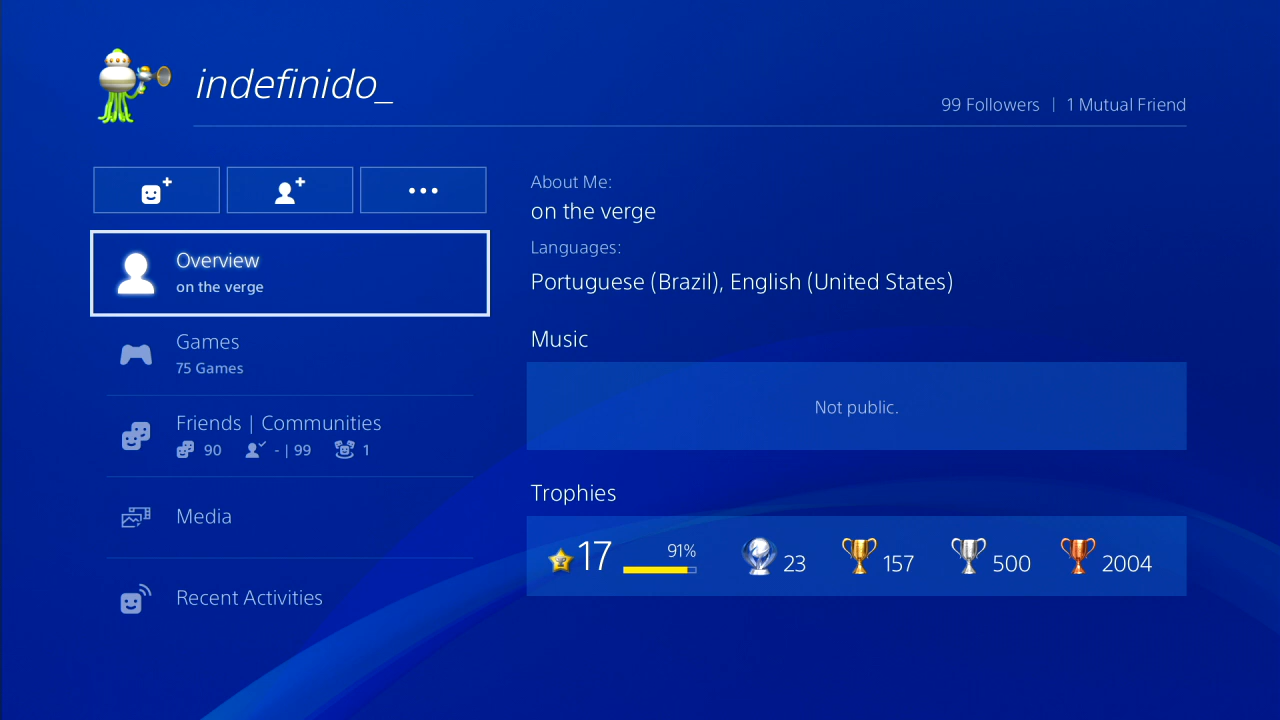 indefinido_
99 Followers | 1 Mutual Friend
Overview
on the verge
Games
75 Games
Friends | Communities
90 - | 99 1
Media
Recent Activities
About Me:
on the verge
Languages:
Portuguese (Brazil), English (United States)
Music
Not public.
Trophies
17 91% 23 157 500 2004